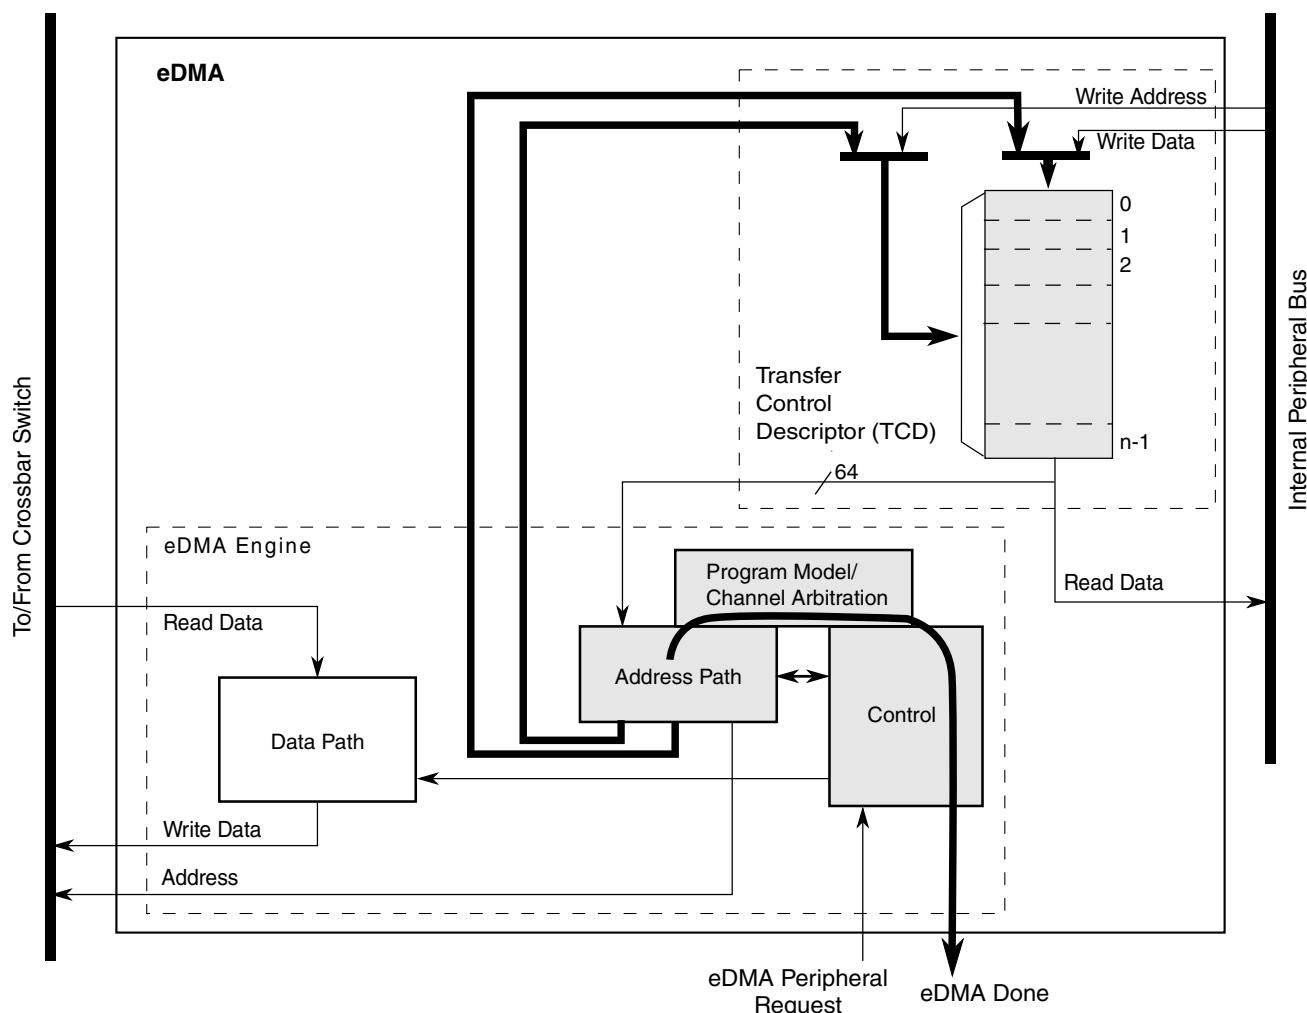 eDMA
Write Address
Write Data
0
1
2
n-1
Transfer
Control
Descriptor (TCD)
64
To/From Crossbar Switch
Internal Peripheral Bus
eDMA Engine
Program Model/
Channel Arbitration
Read Data
Read Data
Address Path
Control
Data Path
Write Data
Address
eDMA Peripheral
Request
eDMA Done